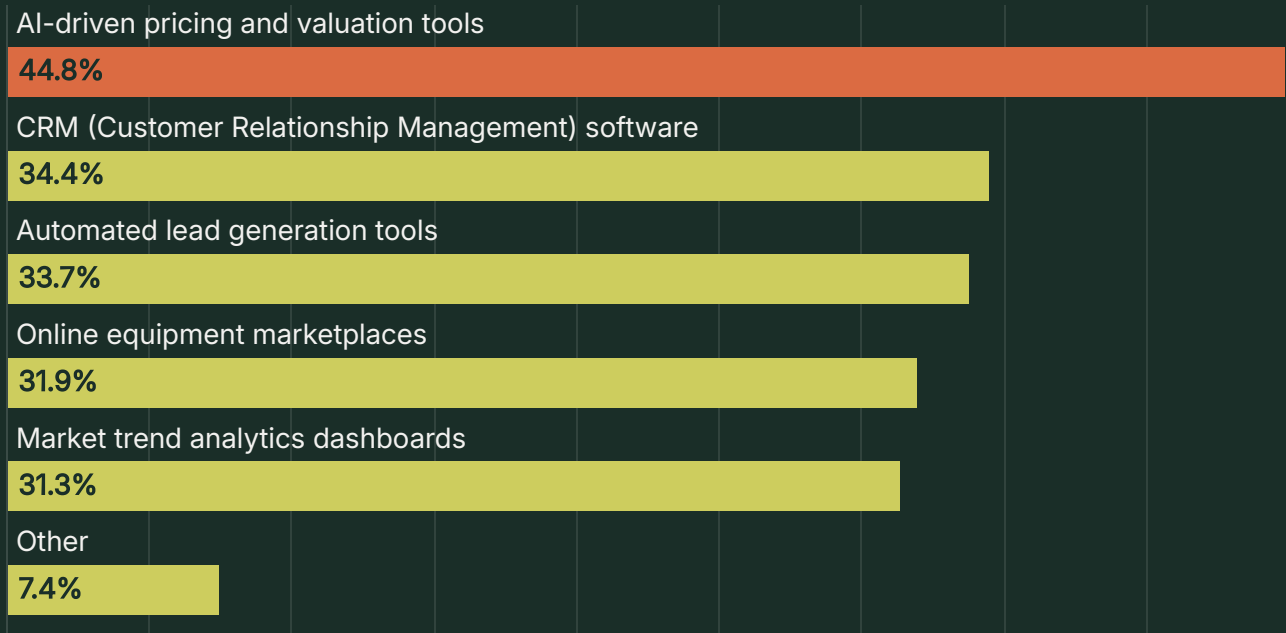 AI-driven pricing and valuation tools
44.8%
CRM (Customer Relationship Management) software
34.4%
Automated lead generation tools
33.7%
Online equipment marketplaces
31.9%
Market trend analytics dashboards
31.3%
Other
7.4%